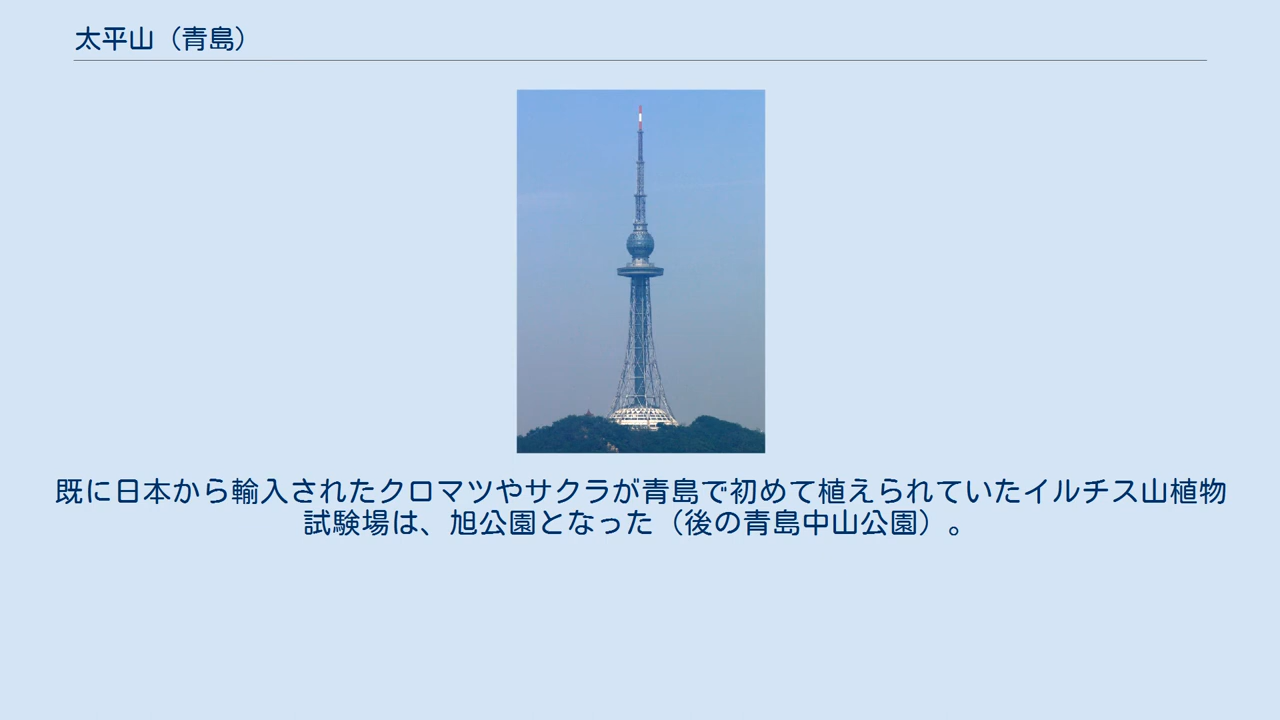 太平山（青島）
既に日本から輸入されたクロマツやサクラが青島で初めて植えられていたイルチス山植物
試験場は、旭公園となった（後の青島中山公園）。